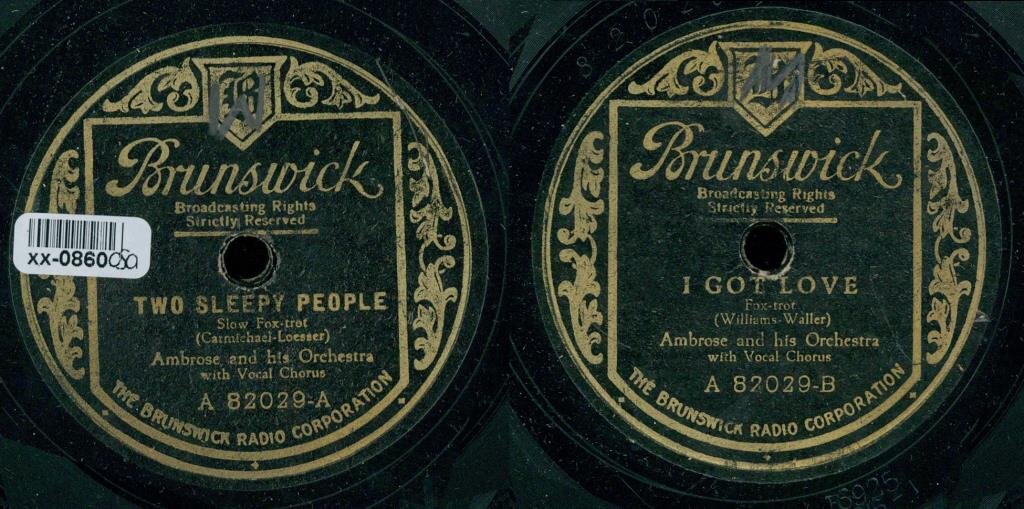 B
Brunswick
Broadcasting Rights
Strictly Reserved
xx-0860
TWO SLEEPY PEOPLE
Slow Fox-trot
(Carmichael-Loesser)
Ambrose and his Orchestra
with Vocal Chorus
A 82029-A
THE BRUNSWICK RADIO CORPORATION
B
Brunswick
Broadcasting Rights
Strictly Reserved
I GOT LOVE
Fox-trot
(Williams-Waller)
Ambrose and his Orchestra
with Vocal Chorus
A 82029-B
THE BRUNSWICK RADIO CORPORATION